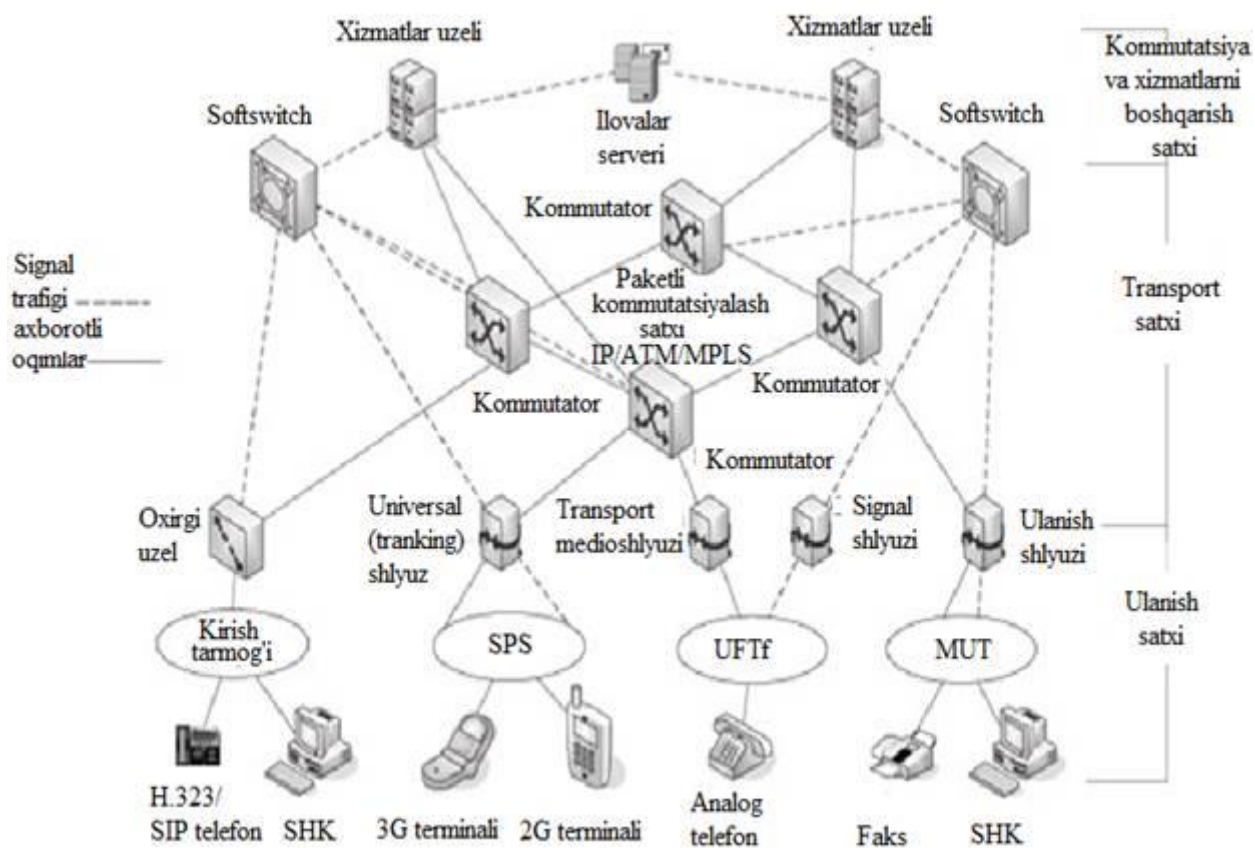 Xizmatlar uzeli
Xizmatlar uzeli
Kommutatsiya
va xizmatlarni
boshqarish
satxi
Softswitch
Ilovalar
serveri
Softswitch
Kommutator
Signal
trafigi
axborotli
oqimlar
Paketli
kommutatsiyalash
satxi
IP/ATM/MPLS
Transport
satxi
Kommutator
Kommutator
Kommutator
Oxirgi
uzel
Universal
(tranking)
shlyuz
Transport
medioshlyuzi
Signal
shlyuzi
Ulanish
shlyuzi
Ulanish
satxi
Kirish
tarmog'i
SPS
UFTf
MUT
H.323/
SIP telefon
SHK
3G terminali
2G terminali
Analog
telefon
Faks
SHK